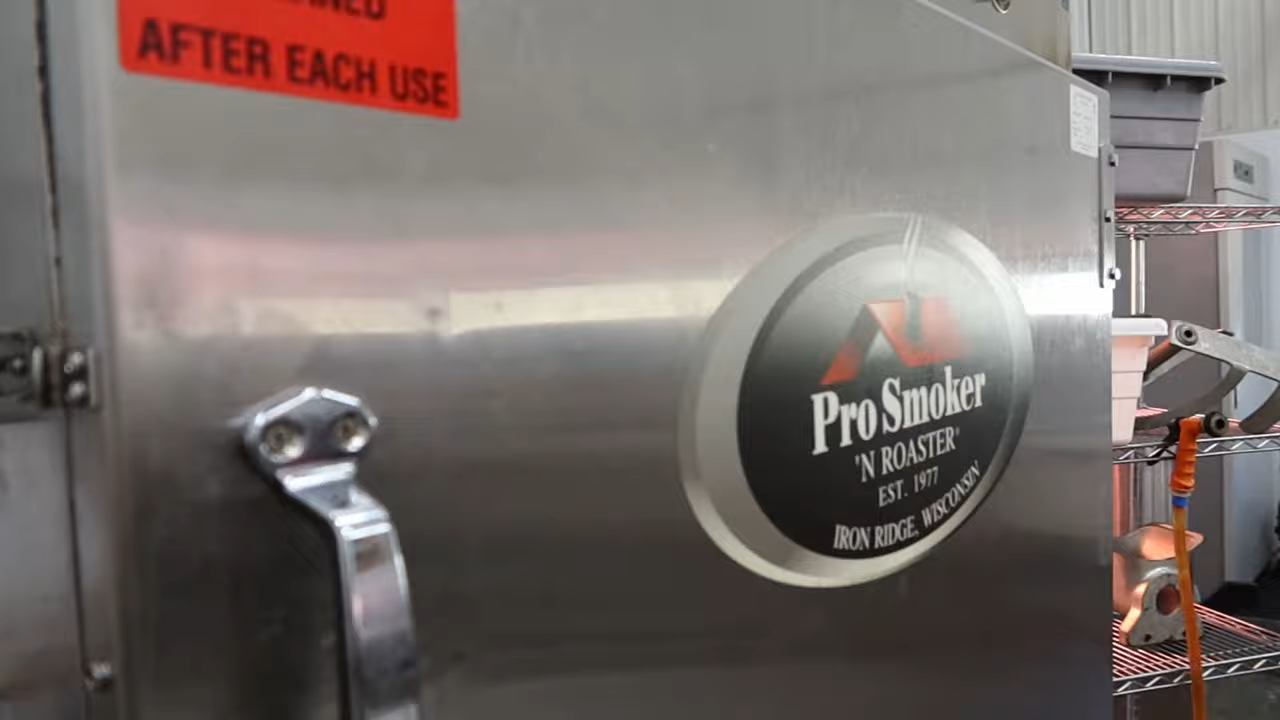 AFTER EACH USE
Pro Smoker
'N ROASTER'
EST. 1977
IRON RIDGE, WISCONSIN